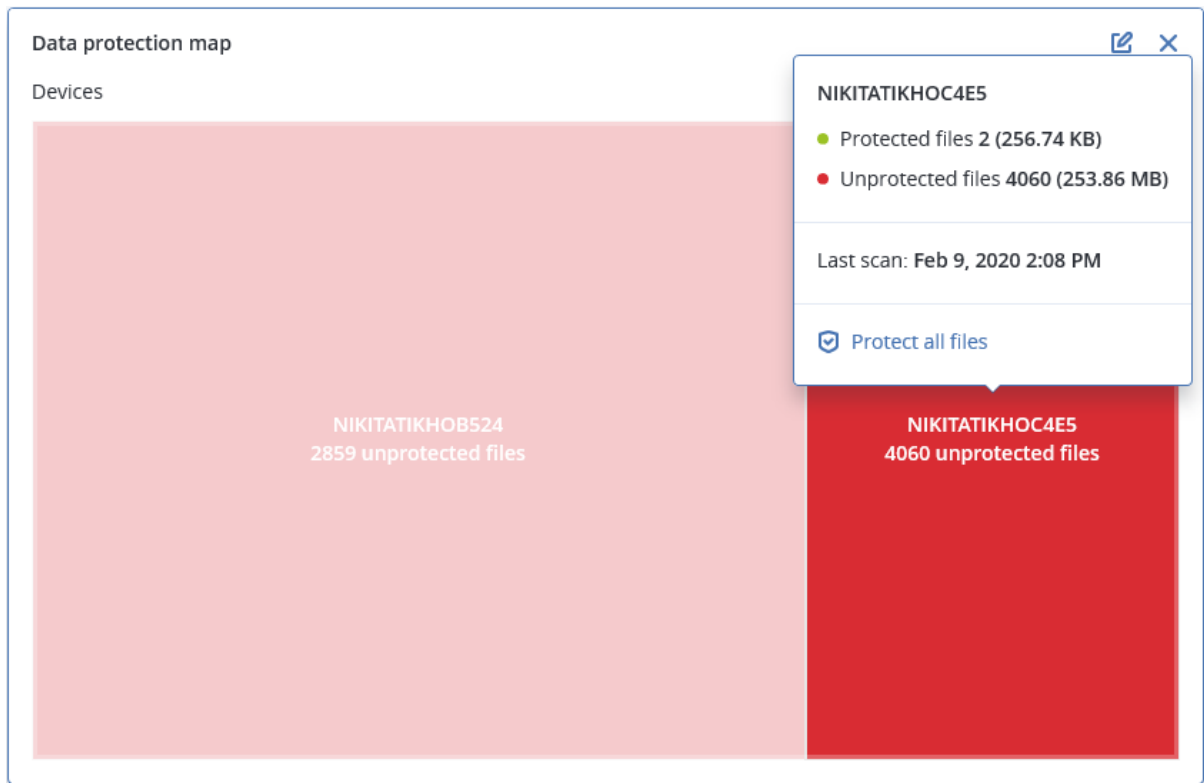 Data protection map
Devices
NIKITATIKHOC4E5
Protected files 2 (256.74 KB)
Unprotected files 4060 (253.86 MB)
Last scan: Feb 9, 2020 2:08 PM
Protect all files
NIKITATIKHOB524
2859 unprotected files
NIKITATIKHOC4E5
4060 unprotected files